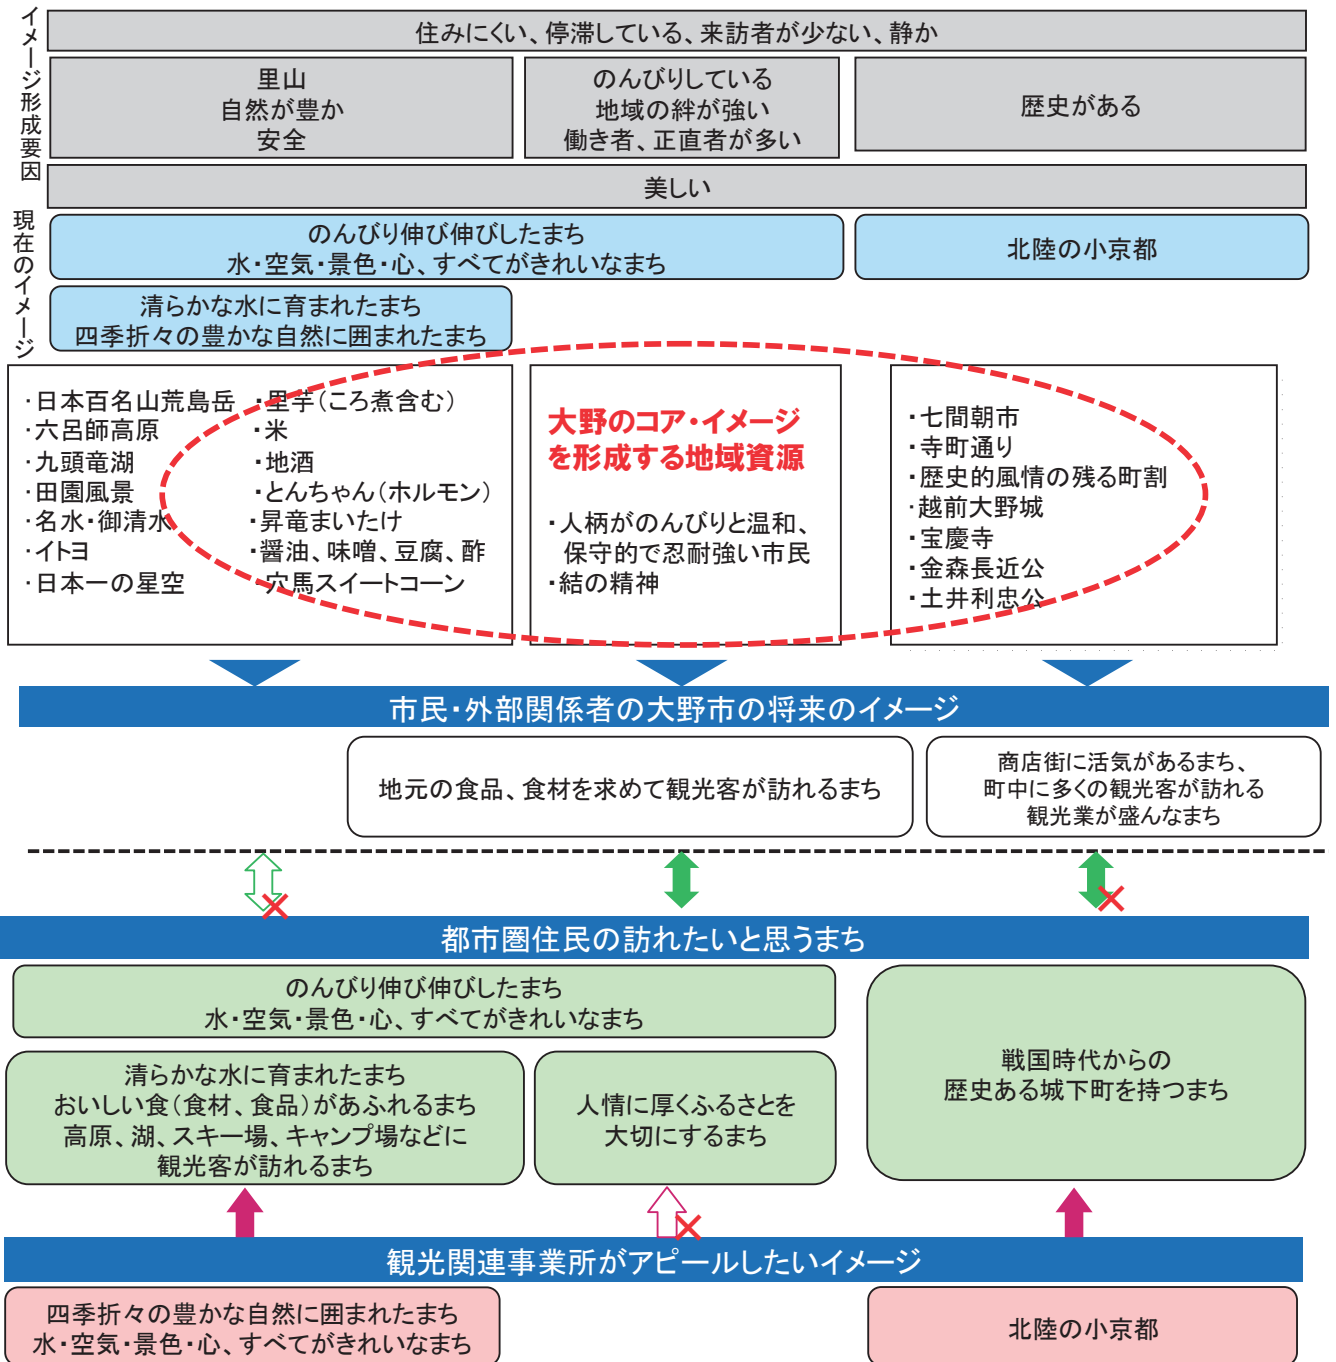 イメージ形成要因
住みにくい、停滞している、来訪者が少ない、静か
里山
自然が豊か
安全
のんびりしている
地域の絆が強い
働き者、正直者が多い
歴史がある
美しい
現在のイメージ
のんびり伸び伸びしたまち
水・空気・景色・心、すべてがきれいなまち
北陸の小京都
清らかな水に育まれたまち
四季折々の豊かな自然に囲まれたまち
・日本百名山荒島岳
・六呂師高原
・九頭竜湖
・田園風景
・名水・御清水
・イトヨ
・日本一の星空
・里芋（ころ煮含む）
・米
・地酒
・とんちゃん（ホルモン）
・昇竜まいたけ
・醤油、味噌、豆腐、酢
・穴馬スイートコーン
大野のコア・イメージ
を形成する地域資源
・人柄がのんびりと温和、
保守的で忍耐強い市民
・結の精神
・七間朝市
・寺町通り
・歴史的風情の残る町割
・越前大野城
・宝慶寺
・金森長近公
・土井利忠公
市民・外部関係者の大野市の将来のイメージ
地元の食品、食材を求めて観光客が訪れるまち
商店街に活気があるまち、
町中に多くの観光客が訪れる
観光業が盛んなまち
都市圏住民の訪れたいと思うまち
のんびり伸び伸びしたまち
水・空気・景色・心、すべてがきれいなまち
清らかな水に育まれたまち
おいしい食（食材、食品）があふれるまち
高原、湖、スキー場、キャンプ場などに
観光客が訪れるまち
人情に厚くふるさとを
大切にするまち
戦国時代からの
歴史ある城下町を持つまち
観光関連事業所がアピールしたいイメージ
四季折々の豊かな自然に囲まれたまち
水・空気・景色・心、すべてがきれいなまち
北陸の小京都